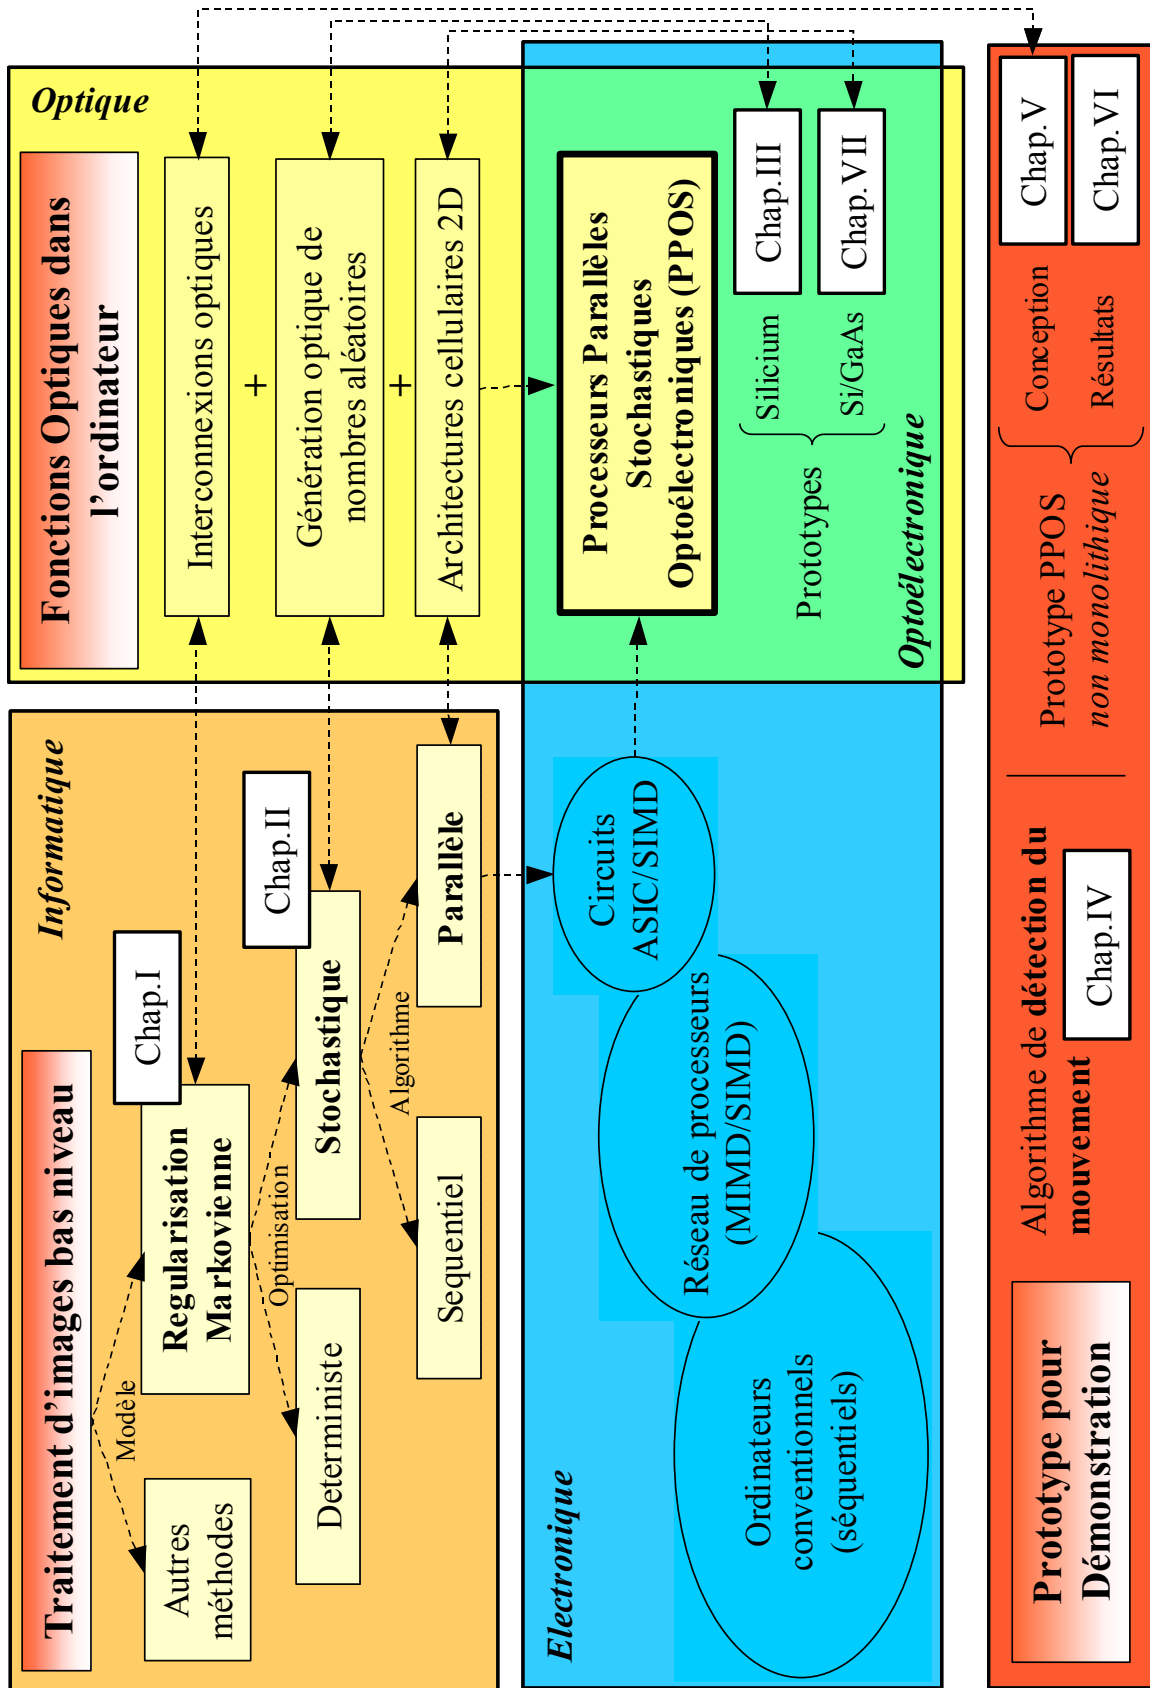 Informatique
Traitement d'images bas niveau
Modèle
Autres
méthodes
Regularisation
Markovienne
Chap.I
Optimisation
Deterministe
Stochastique
Chap.II
Algorithme
Sequentiel
Parallèle
Optique
Fonctions Optiques dans
l'ordinateur
Interconnexions optiques
+
Génération optique de
nombres aléatoires
+
Architectures cellulaires 2D
Electronique
Ordinateurs
conventionnels
(séquentiels)
Réseau de processeurs
(MIMD/SIMD)
Circuits
ASIC/SIMD
Processeurs Parallèles
Stochastiques
Optoélectroniques (PPOS)
Prototypes
Silicium
Chap.III
Si/GaAs
Chap.VII
Optoélectronique
Prototype pour
Démonstration
Algorithme de détection du
mouvement
Chap.IV
Prototype PPOS
non monolithique
Conception
Chap.V
Résultats
Chap.VI